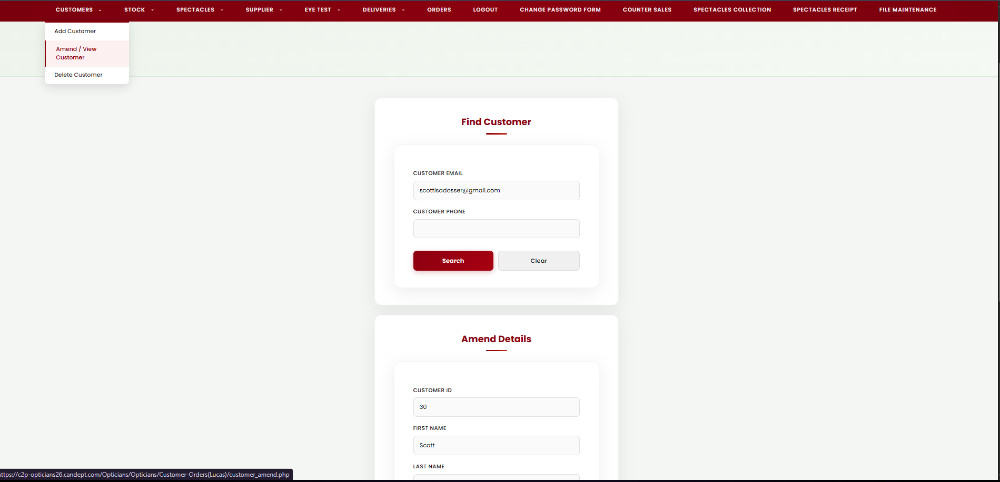 CUSTOMERS STOCK SPECTACLES SUPPLIER EYE TEST DELIVERIES ORDERS LOGOUT CHANGE PASSWORD FORM COUNTER SALES SPECTACLES COLLECTION SPECTACLES RECEIPT FILE MAINTENANCE
Add Customer
Amend / View
Customer
Delete Customer
Find Customer
CUSTOMER EMAIL
scottisadosser@gmail.com
CUSTOMER PHONE
Search Clear
Amend Details
CUSTOMER ID
30
FIRST NAME
Scott
LAST NAME
https://c2p-opticians26.candept.com/Opticians/Opticians/Customer-Orders(Lucas)/customer_amend.php